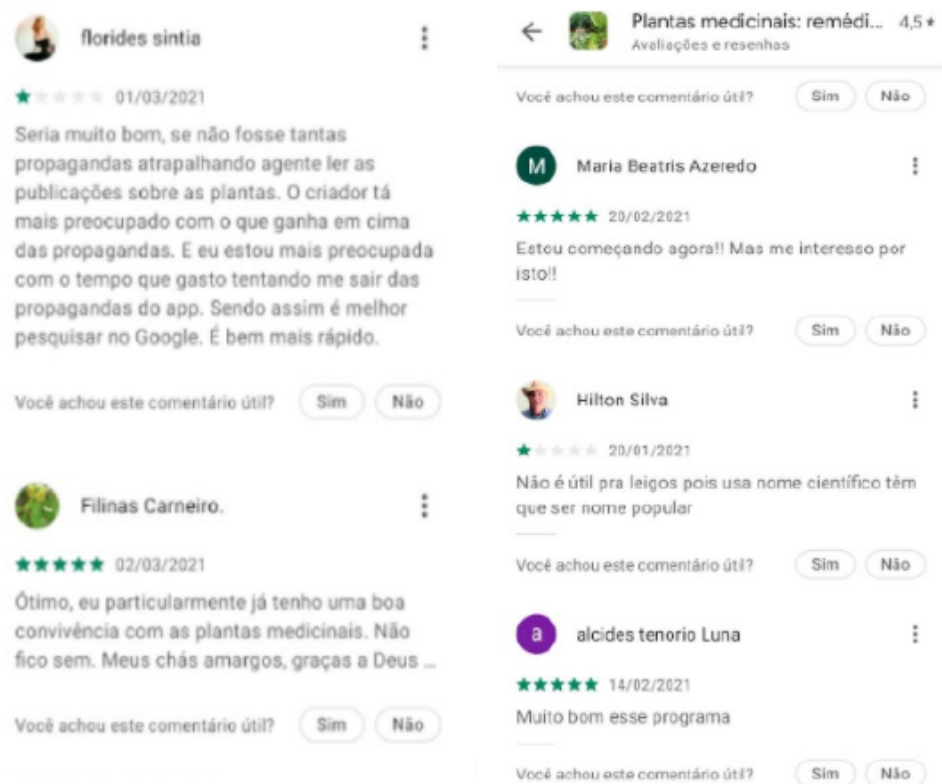 florides sintia
01/03/2021
Seria muito bom, se não fosse tantas
propagandas atrapalhando agente ler as
publicações sobre as plantas. O criador tá
mais preocupado com o que ganha em cima
das propagandas. E eu estou mais preocupada
com o tempo que gasto tentando me sair das
propagandas do app. Sendo assim é melhor
pesquisar no Google. É bem mais rápido.
Você achou este comentário útil? Sim Não
Filinas Carneiro.
02/03/2021
Ótimo, eu particularmente já tenho uma boa
convivência com as plantas medicinais. Não
fico sem. Meus chás amargos, graças a Deus ...
Você achou este comentário útil? Sim Não
Plantas medicinais: remédi... 4,5 ★
Avaliações e resenhas
Você achou este comentário útil? Sim Não
M Maria Beatris Azeredo
20/02/2021
Estou começando agora!! Mas me interesso por
isto!!
Você achou este comentário útil? Sim Não
Hilton Silva
20/01/2021
Não é útil pra leigos pois usa nome científico têm
que ser nome popular
Você achou este comentário útil? Sim Não
a alcides tenorio Luna
14/02/2021
Muito bom esse programa
Você achou este comentário útil? Sim Não